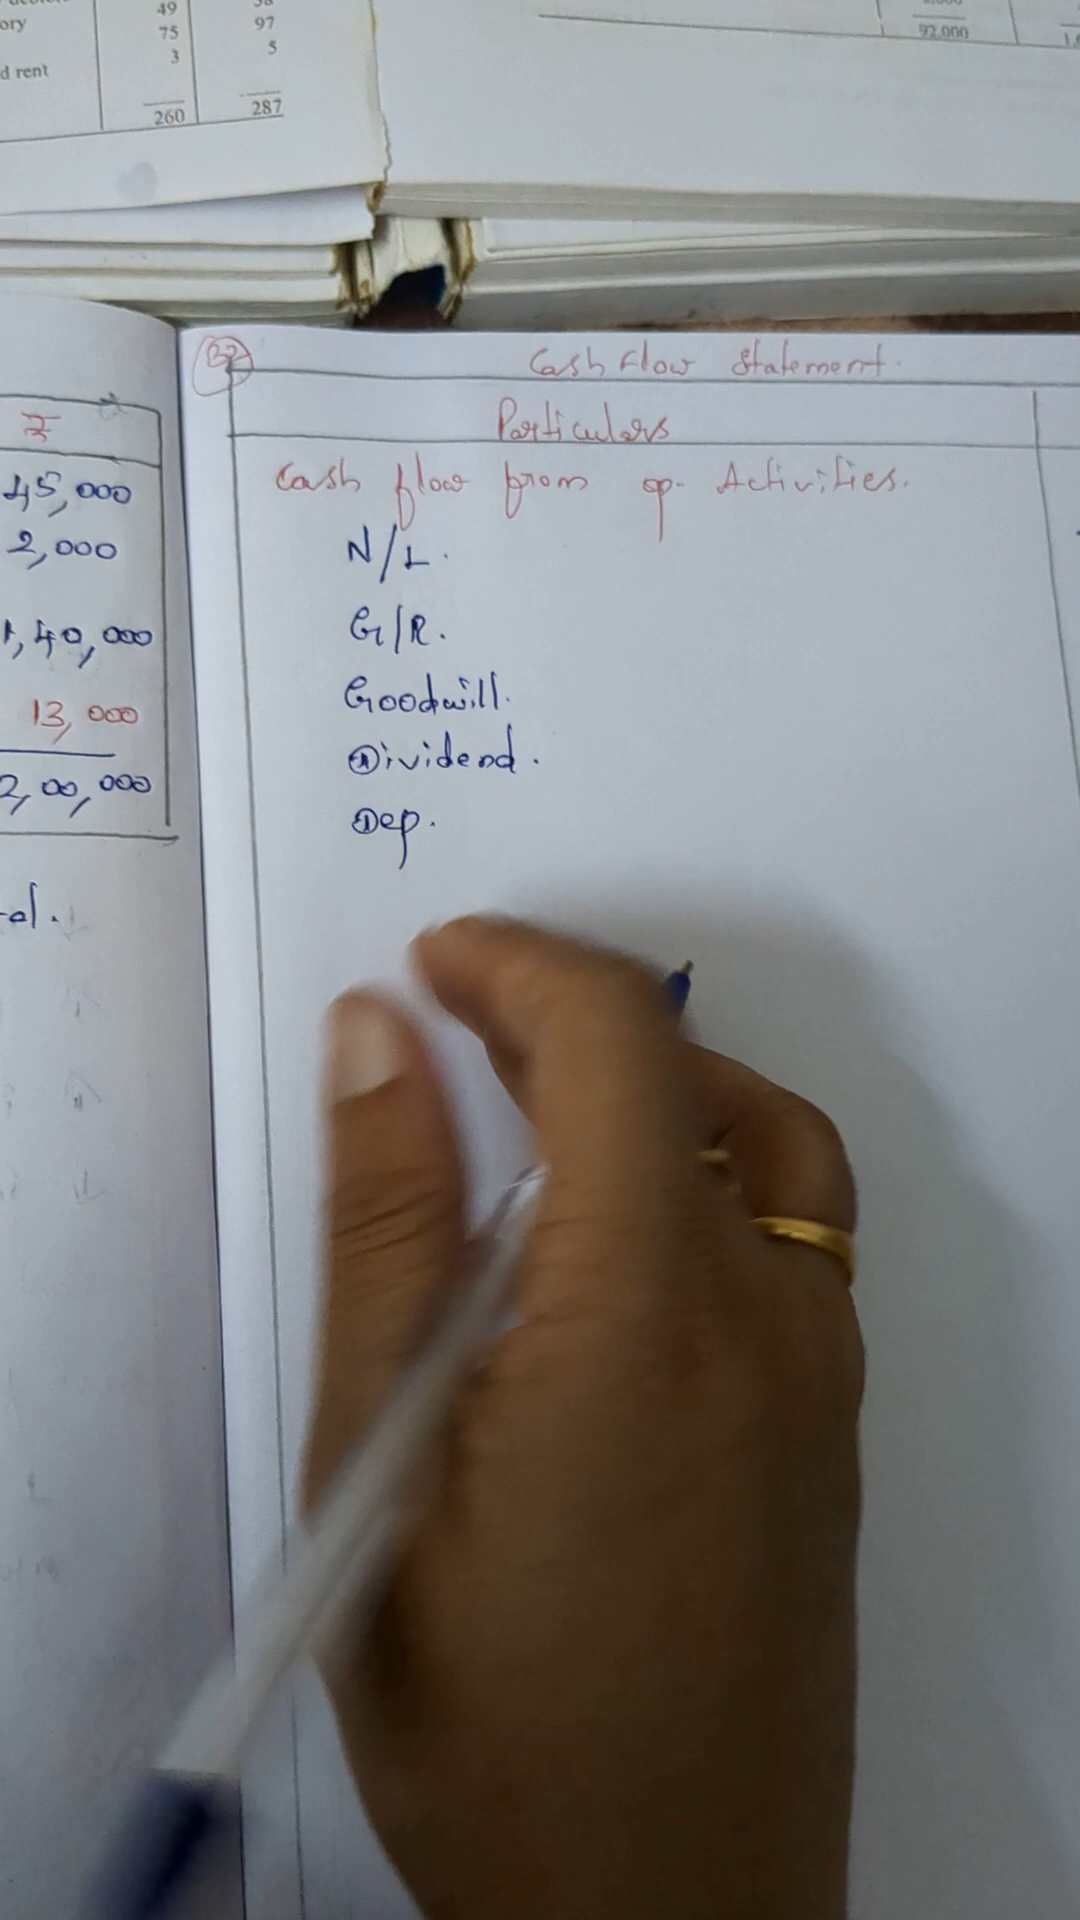 49
ory 75 97
3 5
d rent
260 287
92,000
₹
45,000
2,000
1,40,000
13,000
2,00,000
Cash Flow Statement.
Particulars
Cash flow from op. Activities.
N/L.
G/R.
Goodwill.
Dividend.
Dep.